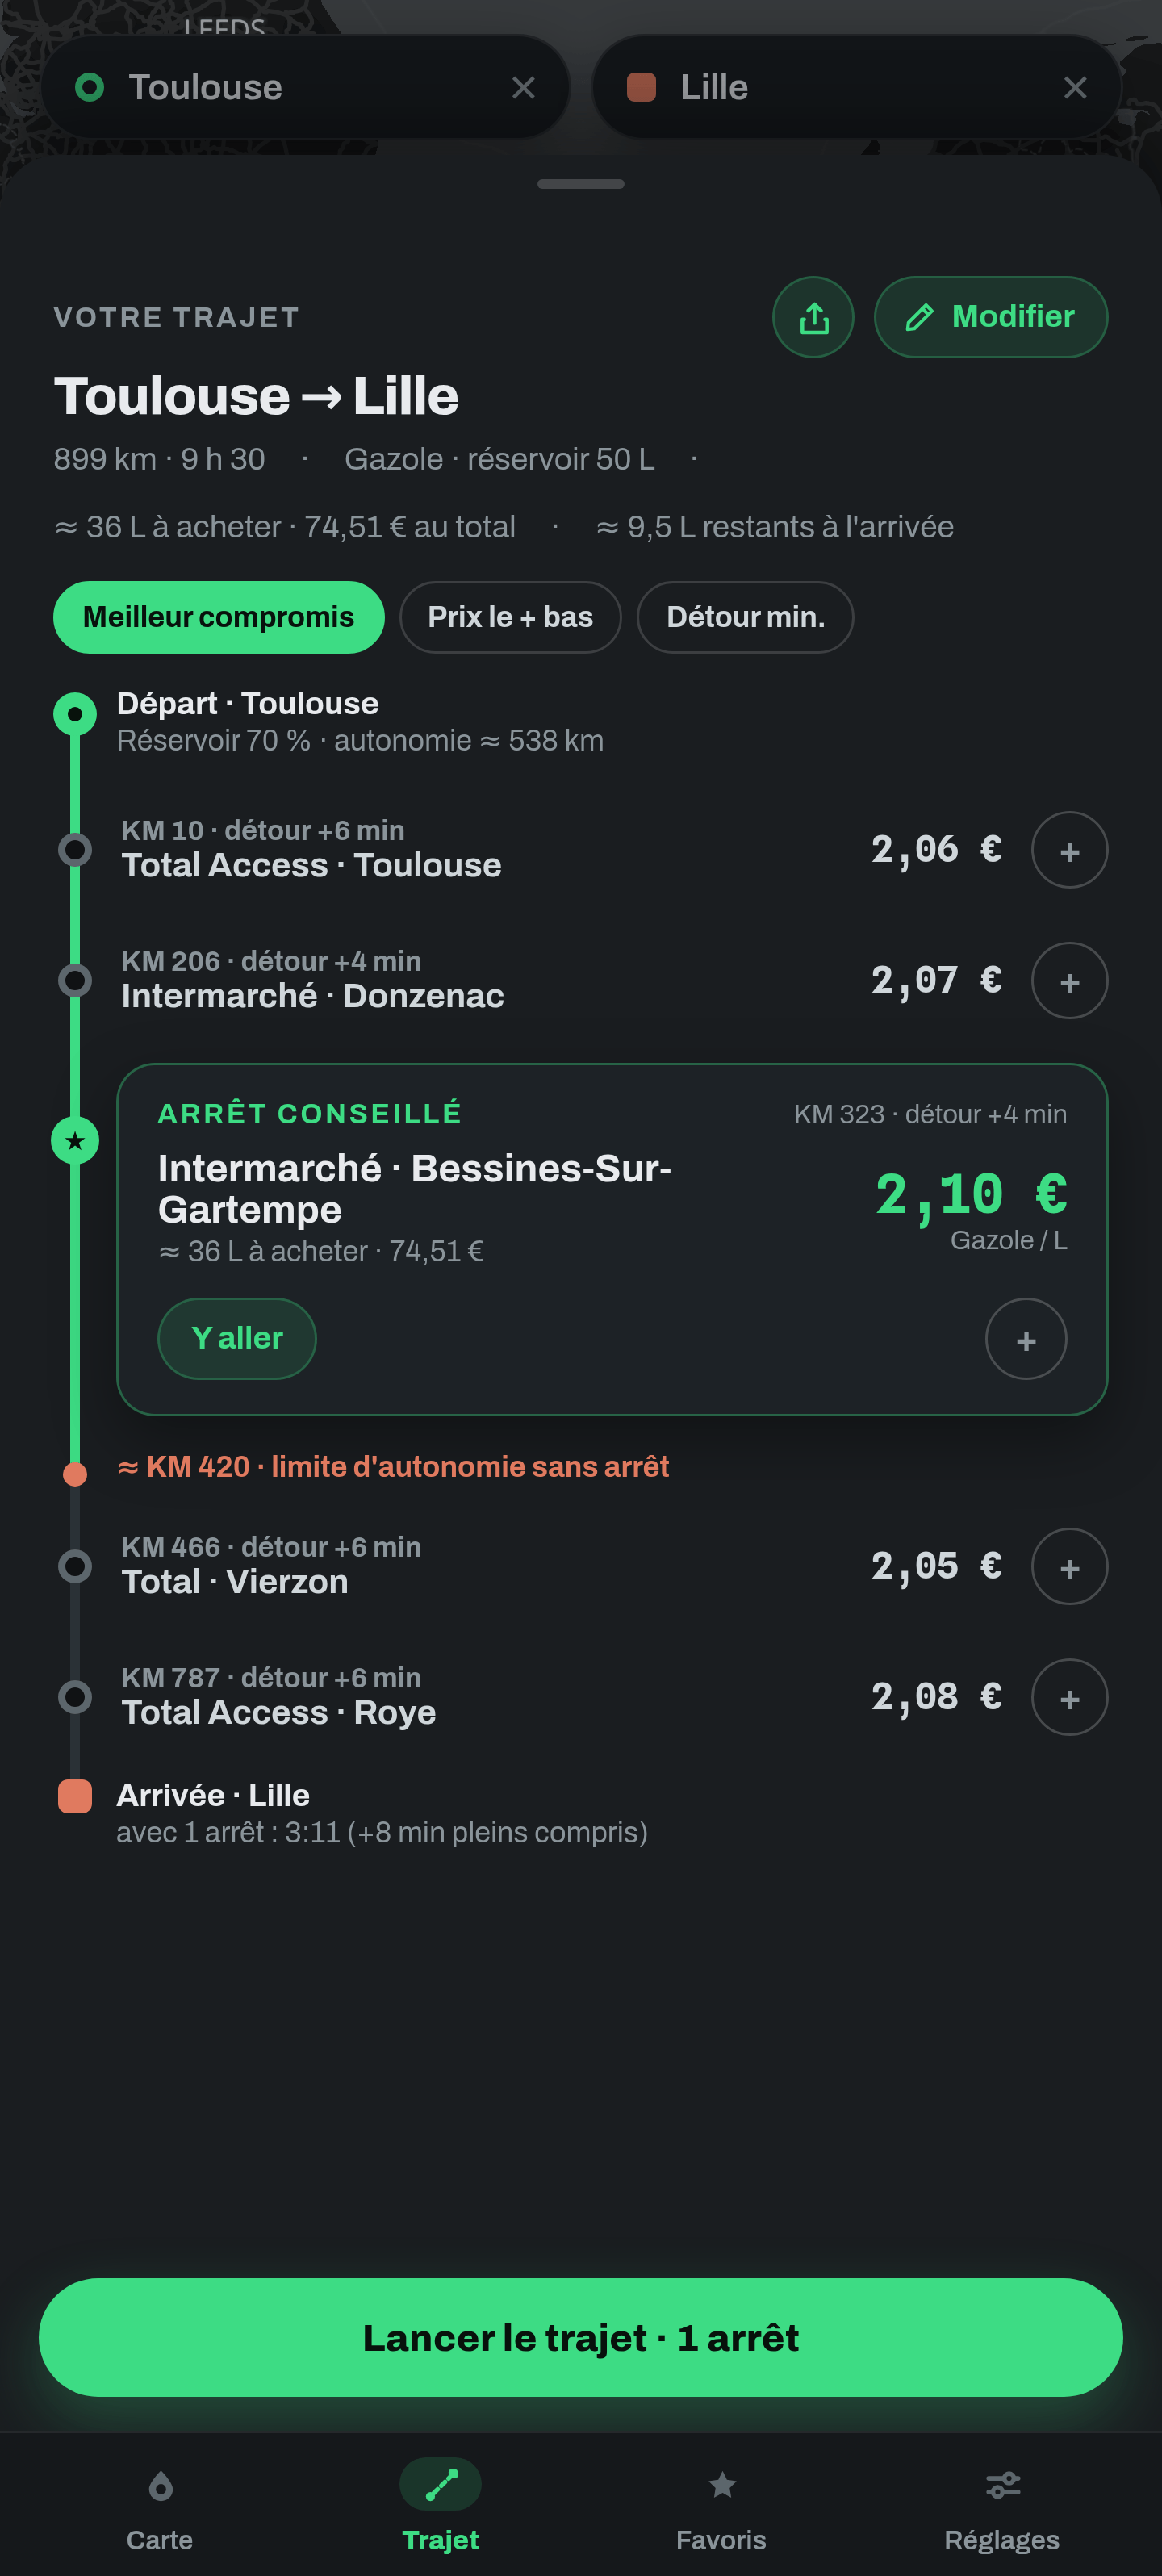 LEEDS
Toulouse
Lille
VOTRE TRAJET
Modifier
Toulouse → Lille
899 km · 9 h 30 · Gazole · réservoir 50 L ·
≈ 36 L à acheter · 74,51 € au total · ≈ 9,5 L restants à l'arrivée
Meilleur compromis
Prix le + bas
Détour min.
Départ · Toulouse
Réservoir 70 % · autonomie ≈ 538 km
KM 10 · détour +6 min
Total Access · Toulouse
2,06 €
+
KM 206 · détour +4 min
Intermarché · Donzenac
2,07 €
+
ARRÊT CONSEILLÉ
KM 323 · détour +4 min
Intermarché · Bessines-Sur-
Gartempe
2,10 €
Gazole / L
≈ 36 L à acheter · 74,51 €
Y aller
+
≈ KM 420 · limite d'autonomie sans arrêt
KM 466 · détour +6 min
Total · Vierzon
2,05 €
+
KM 787 · détour +6 min
Total Access · Roye
2,08 €
+
Arrivée · Lille
avec 1 arrêt : 3:11 (+8 min pleins compris)
Lancer le trajet · 1 arrêt
Carte
Trajet
Favoris
Réglages